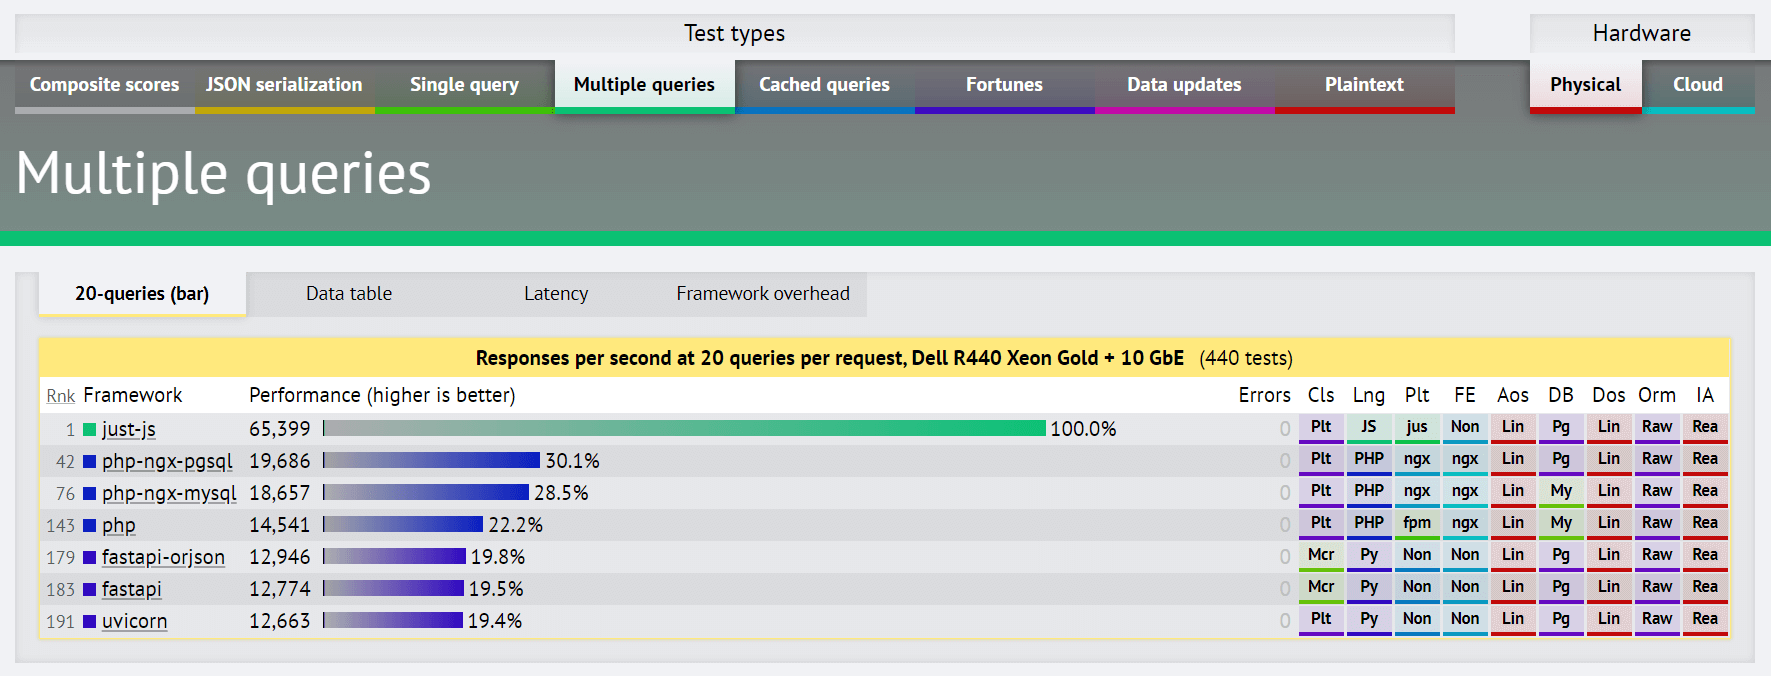 Test types Hardware
Composite scores JSON serialization Single query Multiple queries Cached queries Fortunes Data updates Plaintext Physical Cloud
Multiple queries
20-queries (bar) Data table Latency Framework overhead
Responses per second at 20 queries per request, Dell R440 Xeon Gold + 10 GbE (440 tests)
Rnk Framework Performance (higher is better) Errors Cls Lng Plt FE Aos DB Dos Orm IA
1 just-js 65,399 100.0% 0 Plt JS jus Non Lin Pg Lin Raw Rea
42 php-ngx-pgsql 19,686 30.1% 0 Plt PHP ngx ngx Lin Pg Lin Raw Rea
76 php-ngx-mysql 18,657 28.5% 0 Plt PHP ngx ngx Lin My Lin Raw Rea
143 php 14,541 22.2% 0 Plt PHP fpm ngx Lin My Lin Raw Rea
179 fastapi-orjson 12,946 19.8% 0 Mcr Py Non Non Lin Pg Lin Raw Rea
183 fastapi 12,774 19.5% 0 Mcr Py Non Non Lin Pg Lin Raw Rea
191 uvicorn 12,663 19.4% 0 Plt Py Non Non Lin Pg Lin Raw Rea